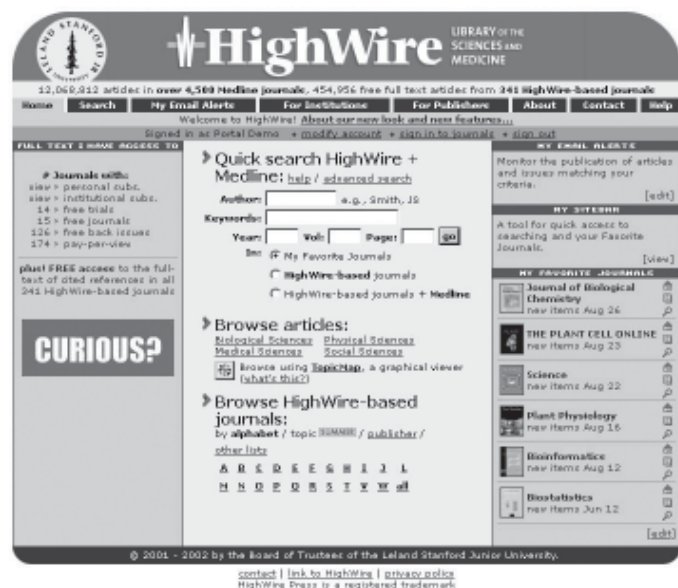 LELAND STANFORD JR
UNIVERSITY
HighWire
LIBRARY OF THE
SCIENCES AND
MEDICINE
12,068,812 articles in over 4,500 Medline journals, 454,956 free full text articles from 341 HighWire-based journals
Home Search My Email Alerts For Institutions For Publishers About Contact Help
Welcome to HighWire! About our new look and new features...
Signed in as Portal Demo + modify account + sign in to journals + sign out
FULL TEXT I HAVE ACCESS TO
# Journals with:
view > personal subs.
view > institutional subs.
14 > free trials
15 > free journals
126 > free back issues
174 > pay-per-view
plus! FREE access to the full-
text of cited references in all
341 HighWire-based journals
CURIOUS?
Quick search HighWire +
Medline: help / advanced search
Author: e.g., Smith, JS
Keywords:
Year: Vol: Page: go
In: My Favorite Journals
HighWire-based journals
HighWire-based journals + Medline
Browse articles:
Biological Sciences Physical Sciences
Medical Sciences Social Sciences
Browse using TopicMap, a graphical viewer
(what's this?)
Browse HighWire-based
journals:
by alphabet / topic / publisher /
other lists
A B C D E F G H I J L
M N O P Q R S T V W all
MY EMAIL ALERTS
Monitor the publication of articles
and issues matching your
criteria.
[edit]
MY SITEBAR
A tool for quick access to
searching and your Favorite
Journals.
[view]
MY FAVORITE JOURNALS
Journal of Biological
Chemistry
new items Aug 26
THE PLANT CELL ONLINE
new items Aug 23
Science
new items Aug 22
Plant Physiology
new items Aug 16
Bioinformatics
new items Aug 12
Biostatistics
new items Jun 12
[edit]
© 2001 - 2002 by the Board of Trustees of the Leland Stanford Junior University.
contact | link to HighWire | privacy policy
HighWire Press is a registered trademark